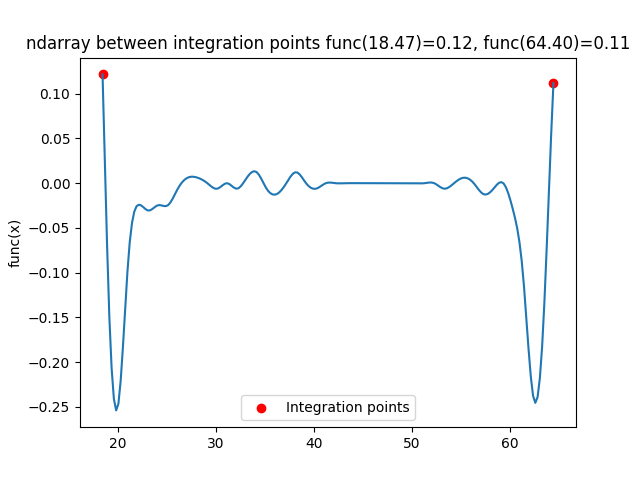 ndarray between integration points func(18.47)=0.12, func(64.40)=0.11
0.10
0.05
0.00
−0.05
−0.10
−0.15
−0.20
−0.25
func(x)
Integration points
20 30 40 50 60